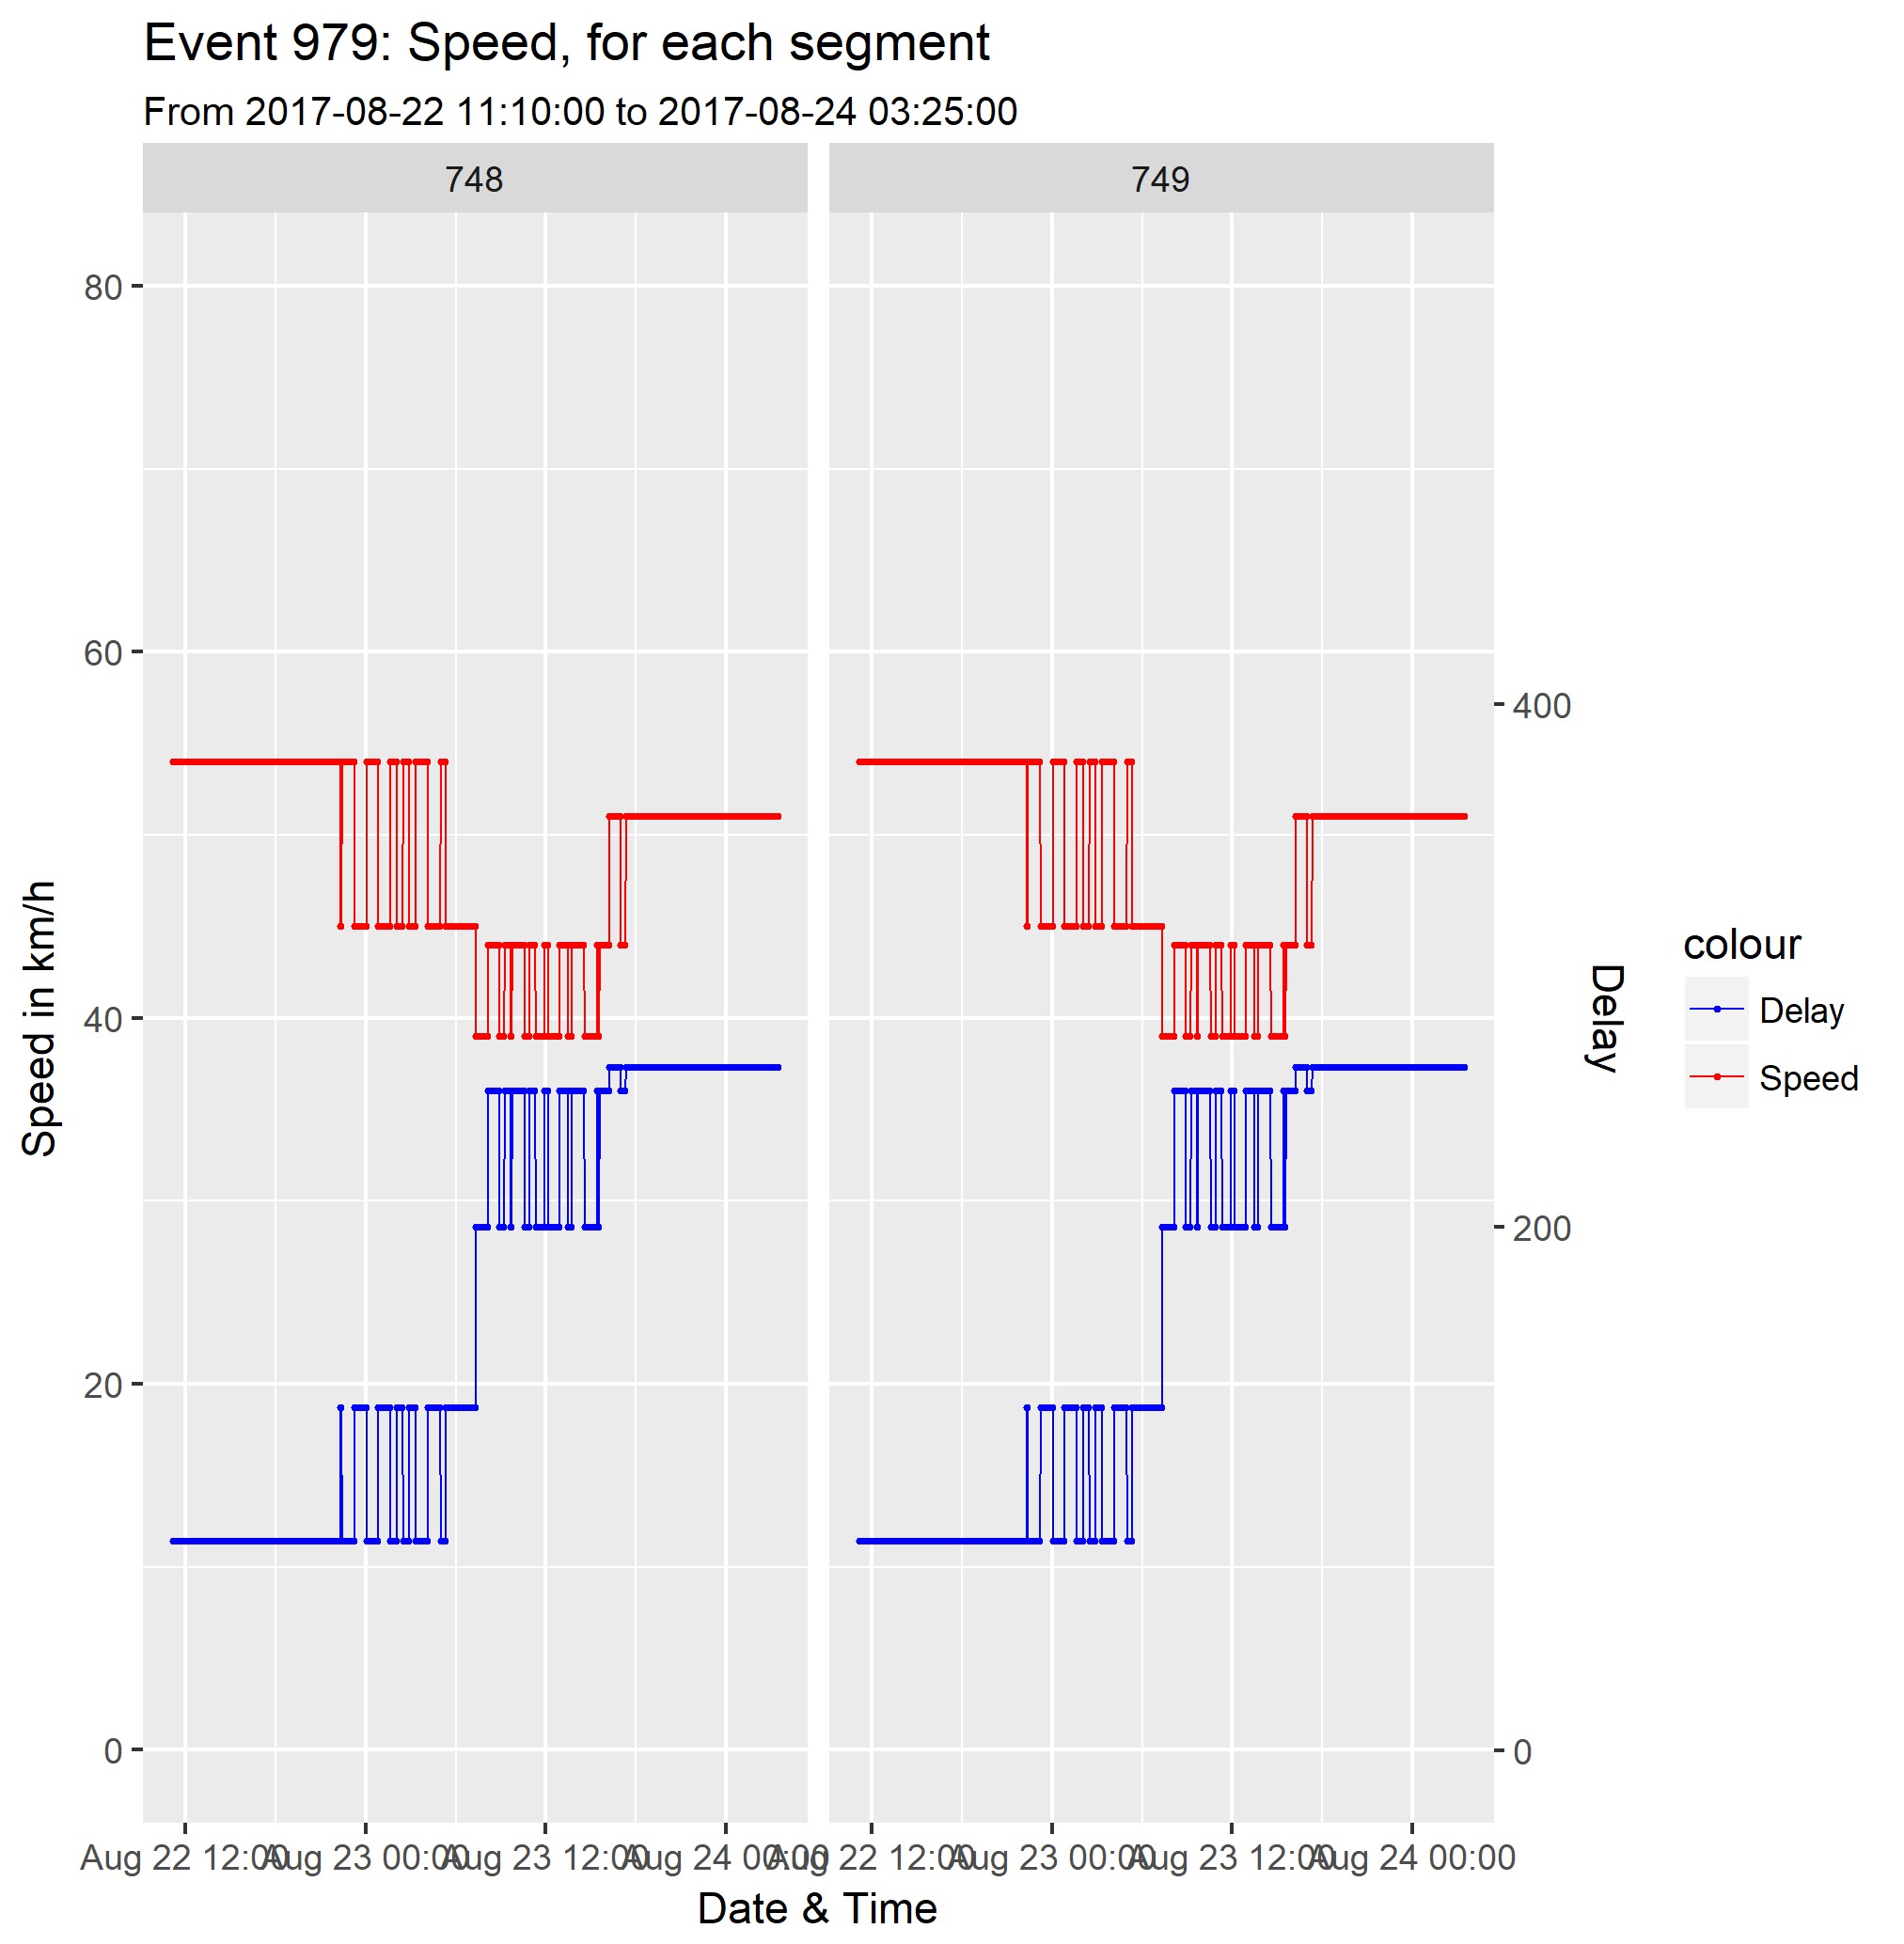 Event 979: Speed, for each segment
From 2017-08-22 11:10:00 to 2017-08-24 03:25:00
748
749
80
60
40
20
0
Speed in km/h
400
200
0
Delay
colour
Delay
Speed
Aug 22 12:00
Aug 23 00:00
Aug 23 12:00
Aug 24 00:00
Aug 22 12:00
Aug 23 00:00
Aug 23 12:00
Aug 24 00:00
Date & Time